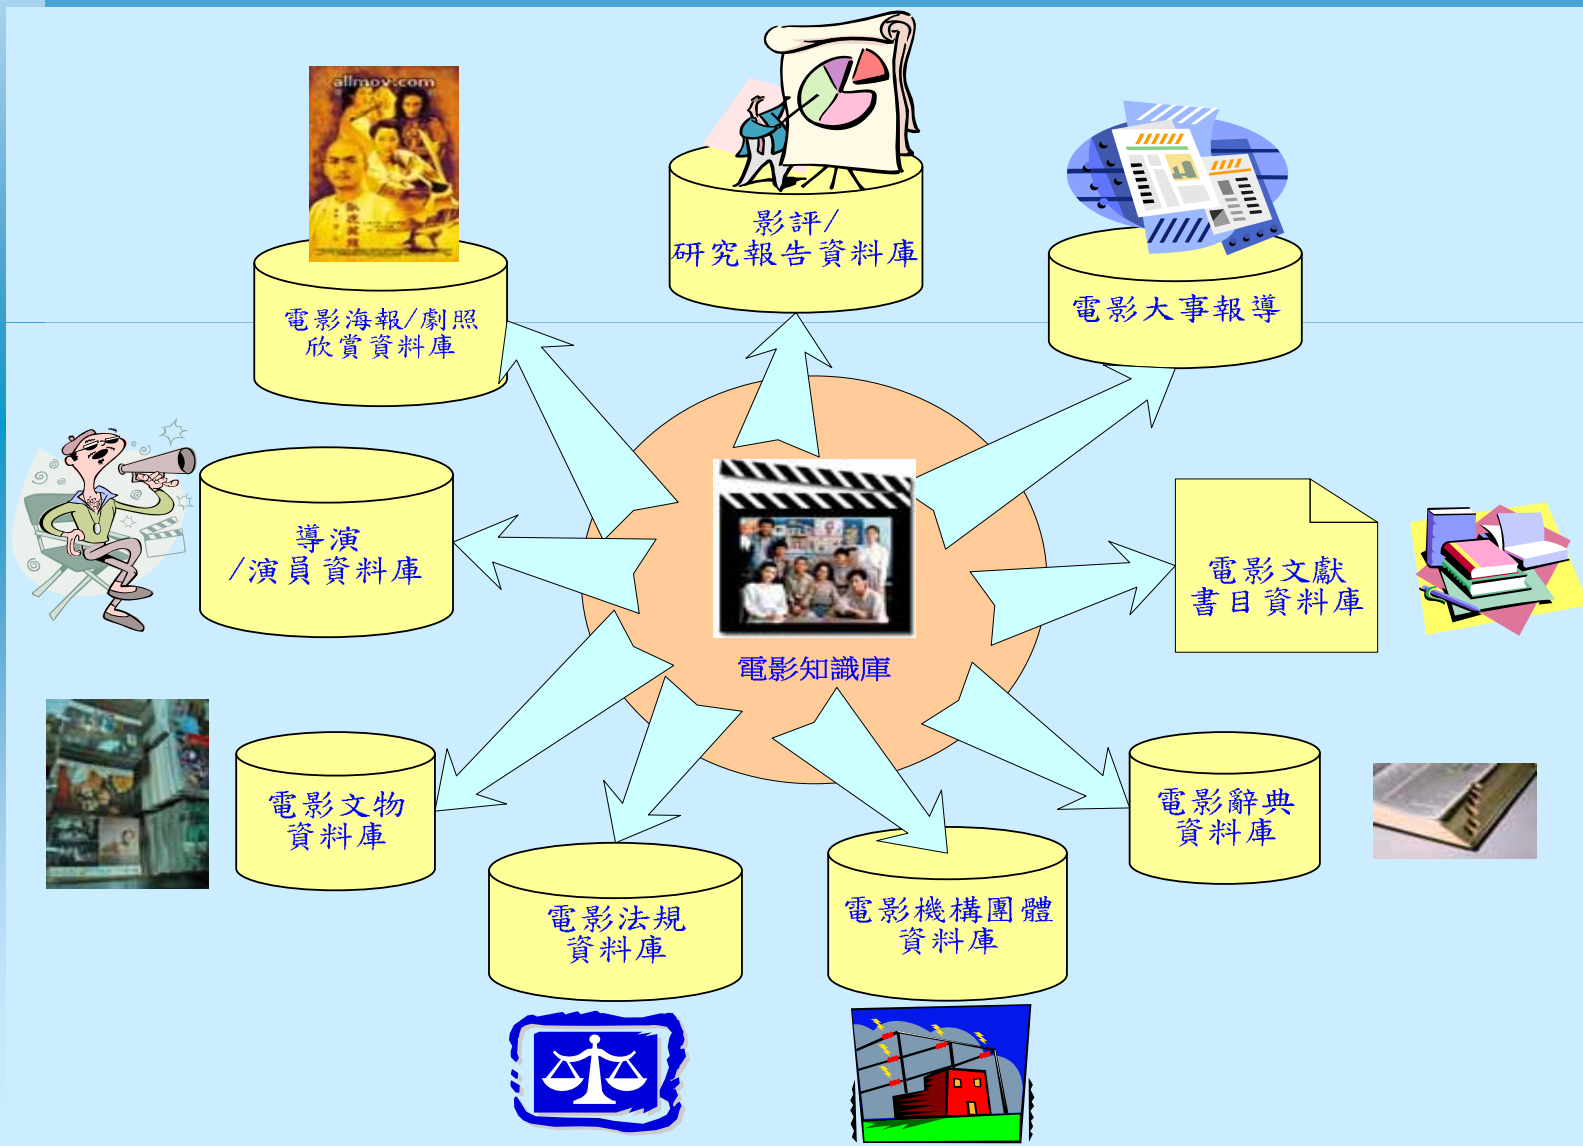 allmov.com
影評/
研究報告資料庫
電影大事報導
電影海報/劇照
欣賞資料庫
導演
/演員資料庫
電影文獻
書目資料庫
電影知識庫
電影文物
資料庫
電影辭典
資料庫
電影法規
資料庫
電影機構團體
資料庫